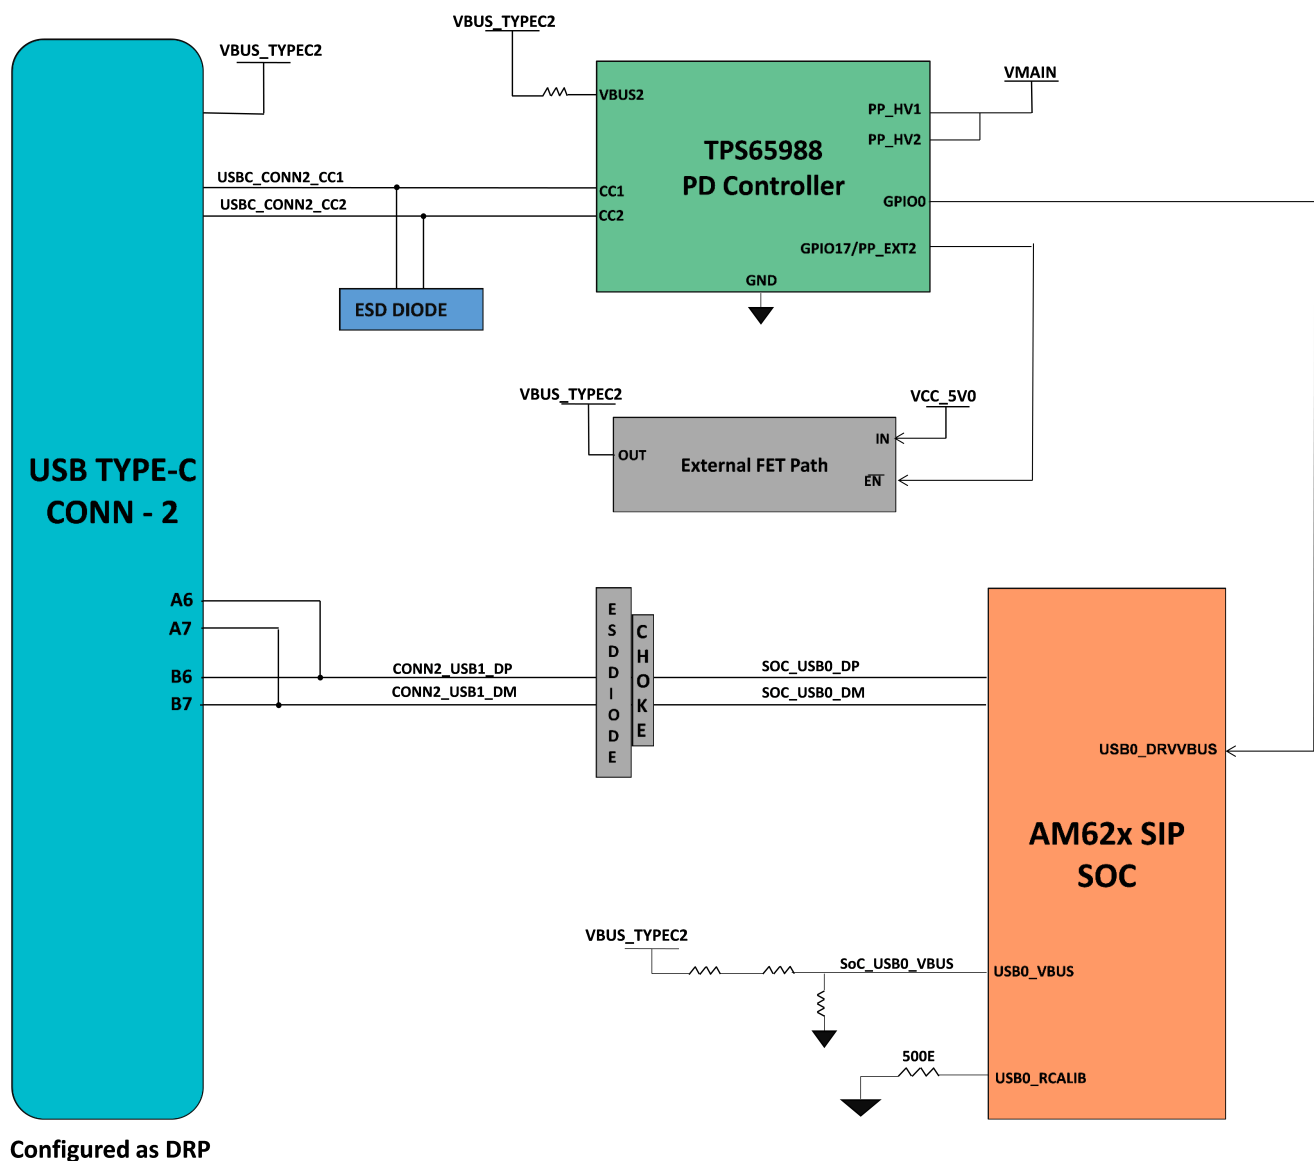 VBUS_TYPEC2
VBUS_TYPEC2
VMAIN
VBUS2
PP_HV1
PP_HV2
TPS65988
PD Controller
USBC_CONN2_CC1
CC1
USBC_CONN2_CC2
CC2
GPIO0
GPIO17/PP_EXT2
GND
ESD DIODE
VBUS_TYPEC2
VCC_5V0
IN
OUT
External FET Path
EN
USB TYPE-C
CONN - 2
A6
A7
B6
B7
CONN2_USB1_DP
CONN2_USB1_DM
ESDDIODE
CHOKE
SOC_USB0_DP
SOC_USB0_DM
USB0_DRVVBUS
AM62x SIP
SOC
VBUS_TYPEC2
SoC_USB0_VBUS
USB0_VBUS
500E
USB0_RCALIB
Configured as DRP